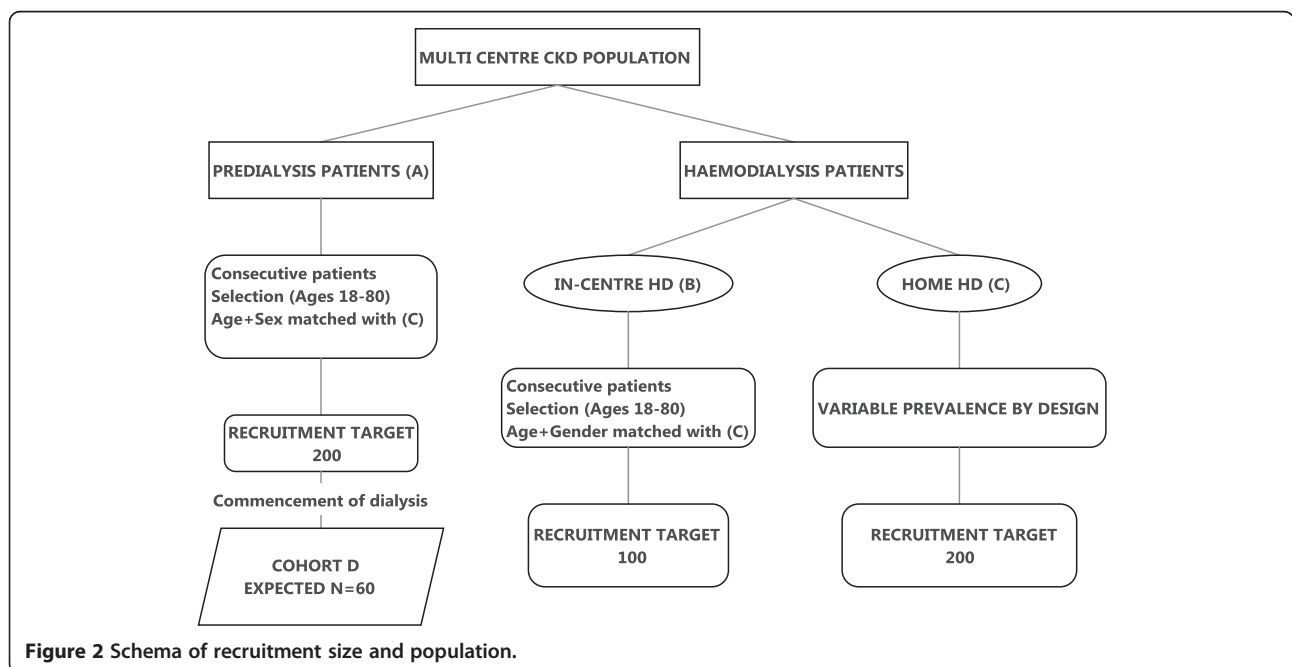 MULTI CENTRE CKD POPULATION
PREDIALYSIS PATIENTS (A)
HAEMODIALYSIS PATIENTS
Consecutive patients
Selection (Ages 18-80)
Age+Sex matched with (C)
IN-CENTRE HD (B)
HOME HD (C)
Consecutive patients
Selection (Ages 18-80)
Age+Gender matched with (C)
VARIABLE PREVALENCE BY DESIGN
RECRUITMENT TARGET
200
Commencement of dialysis
COHORT D
EXPECTED N=60
RECRUITMENT TARGET
100
RECRUITMENT TARGET
200
Figure 2 Schema of recruitment size and population.